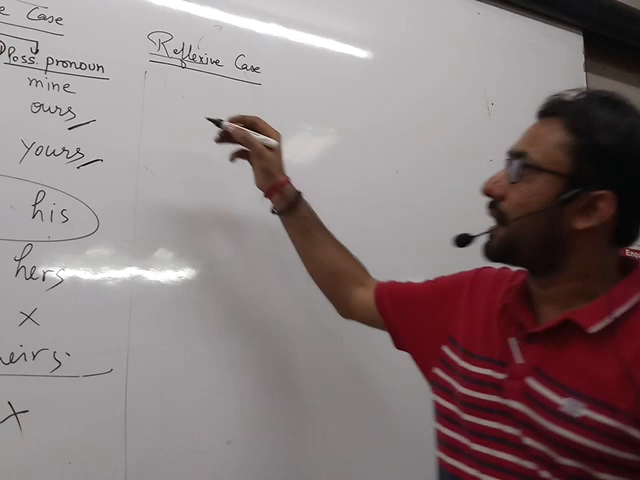 e Case
Poss. pronoun
mine
ours
yours
his
hers
x
heirs.
x
Reflexive Case